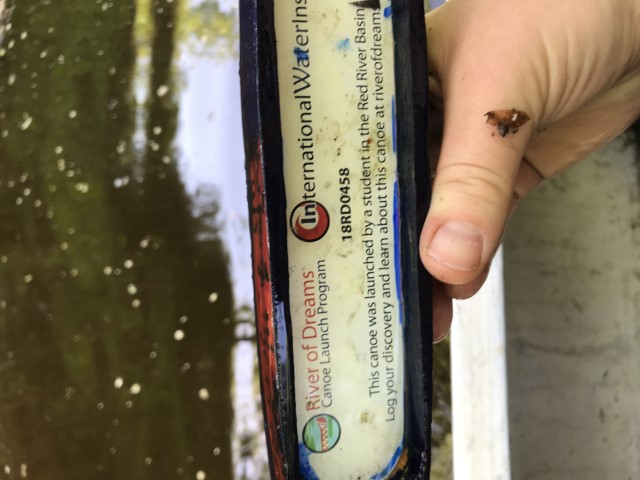 River of Dreams™
Canoe Launch Program
InternationalWaterIns
18RD0458
This canoe was launched by a student in the Red River Basin
Log your discovery and learn about this canoe at riverofdream